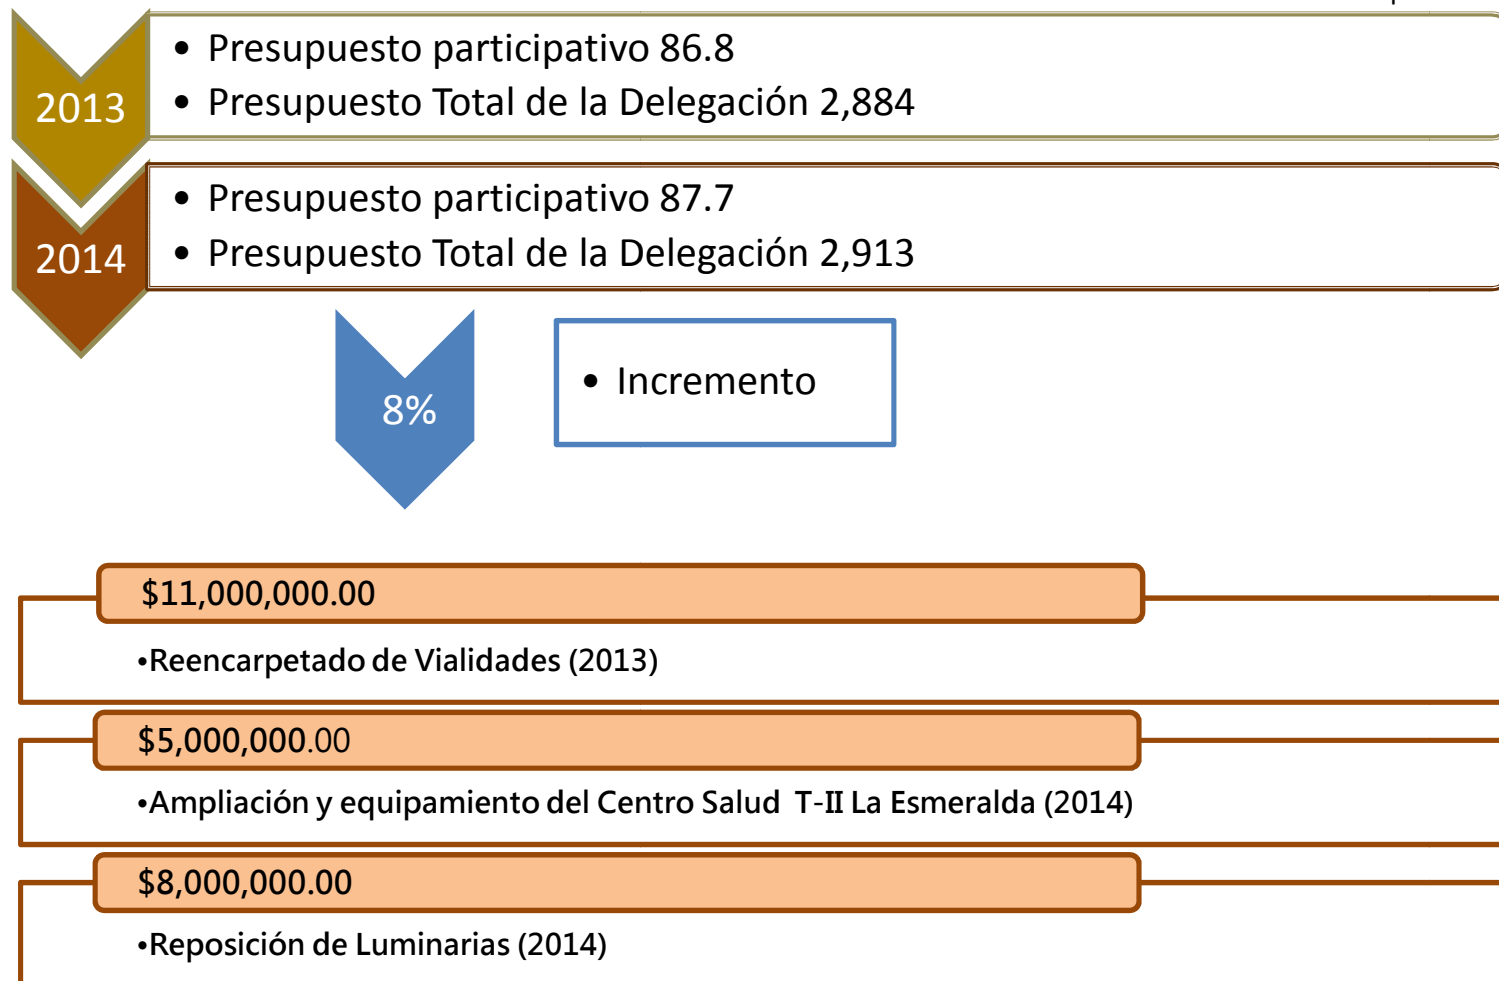 2013
• Presupuesto participativo 86.8
• Presupuesto Total de la Delegación 2,884
2014
• Presupuesto participativo 87.7
• Presupuesto Total de la Delegación 2,913
8%
• Incremento
$11,000,000.00
•Reencarpetado de Vialidades (2013)
$5,000,000.00
•Ampliación y equipamiento del Centro Salud T-II La Esmeralda (2014)
$8,000,000.00
•Reposición de Luminarias (2014)